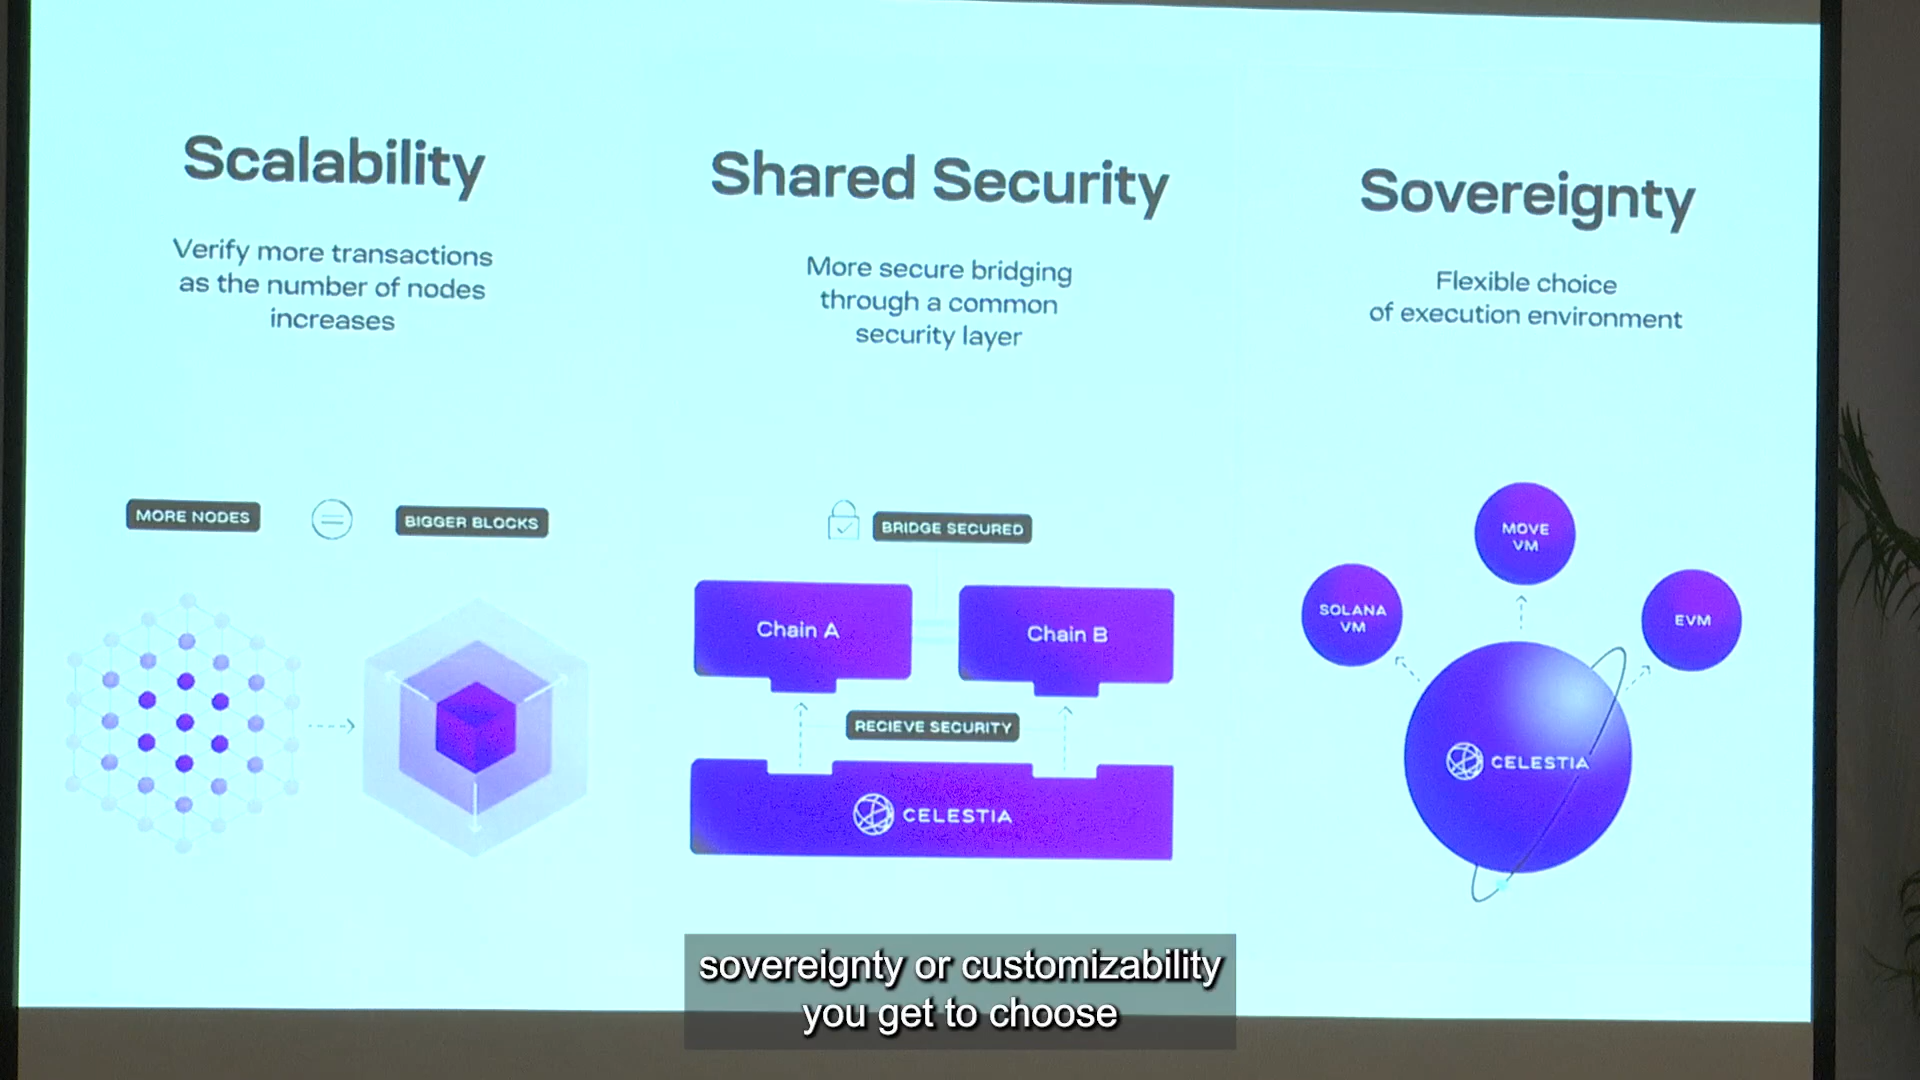 Scalability
Verify more transactions
as the number of nodes
increases
MORE NODES
BIGGER BLOCKS
Shared Security
More secure bridging
through a common
security layer
BRIDGE SECURED
Chain A
Chain B
RECIEVE SECURITY
CELESTIA
Sovereignty
Flexible choice
of execution environment
SOLANA
VM
MOVE
VM
EVM
CELESTIA
sovereignty or customizability
you get to choose